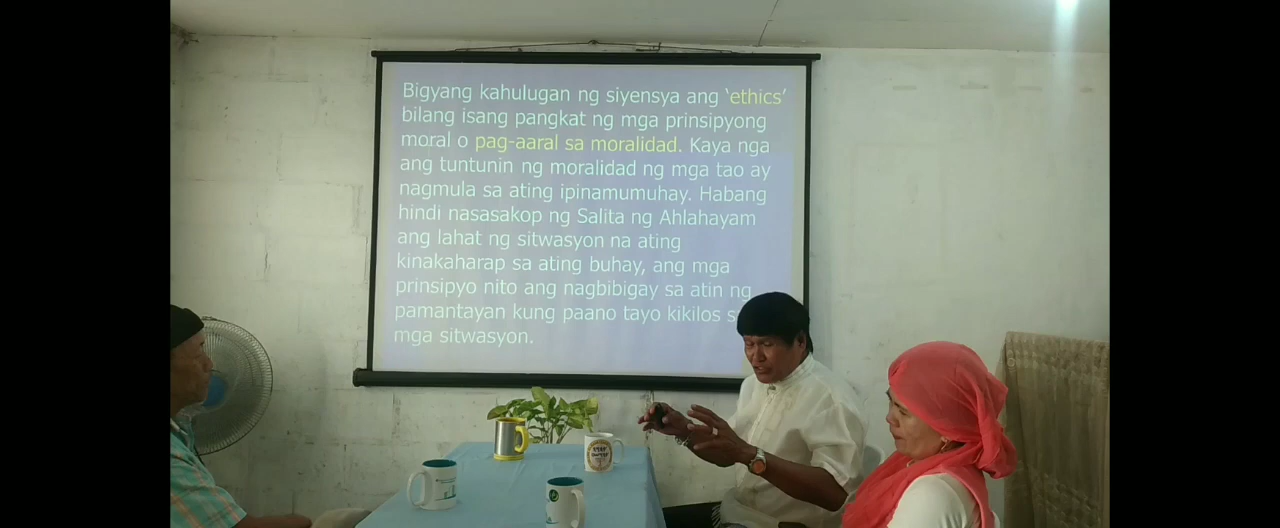 Bigyang kahulugan ng siyensya ang ‘ethics’
bilang isang pangkat ng mga prinsipyong
moral o pag-aaral sa moralidad. Kaya nga
ang tuntunin ng moralidad ng mga tao ay
nagmula sa ating ipinamumuhay. Habang
hindi nasasakop ng Salita ng Ahlahayam
ang lahat ng sitwasyon na ating
kinakaharap sa ating buhay, ang mga
prinsipyo nito ang nagbibigay sa atin ng
pamantayan kung paano tayo kikilos
mga sitwasyon.